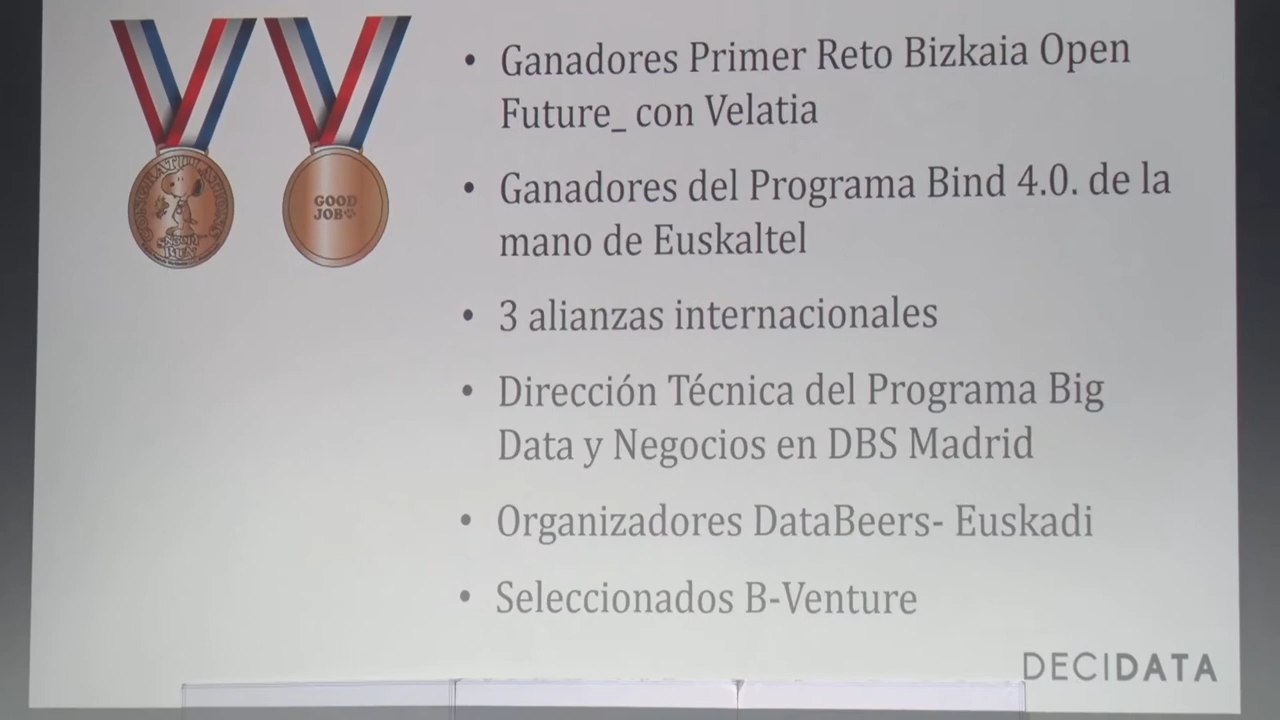 CONGRATULATIONS
GOOD
JOB
• Ganadores Primer Reto Bizkaia Open
Future_ con Velatia
• Ganadores del Programa Bind 4.0. de la
mano de Euskaltel
• 3 alianzas internacionales
• Dirección Técnica del Programa Big
Data y Negocios en DBS Madrid
• Organizadores DataBeers- Euskadi
• Seleccionados B-Venture
DECIDATA